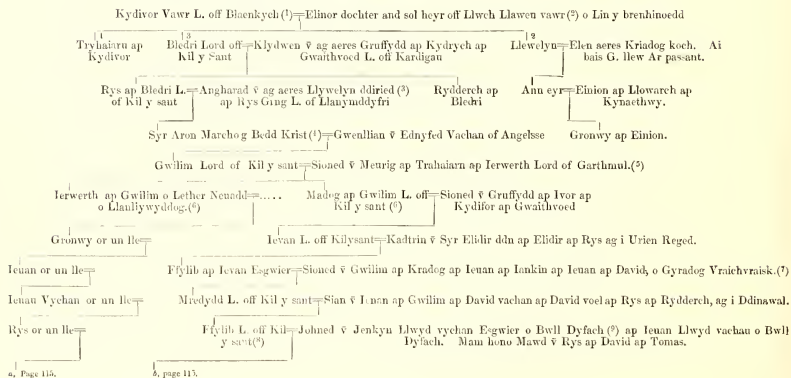 Kydivor Vawr L. off Blaenkych (¹)=Elinor dochter and sol heyr off Llwch Llawen vawr (²) o Lin y brenhinoedd
1 3 2
Tryhaiarn ap Bledri Lord off=Klydwen v̄ ag aeres Gruffydd ap Kydrych ap Llewelyn=Elen aeres Kriadog koch. Ai
Kydivor Kil y Sant Gwaithvoed L. off Kardigan bais G. llew Ar passant.
Rys ap Bledri L.=Angharad v̄ ag aeres Llywelyn ddiried (³) Rydderch ap Ann eyr=Einion ap Llowarch ap
of Kil y sant ap Rys Ging L. of Llanymddyfri Bledri Kynaethwy.
Syr Aron Marchog Bedd Krist (⁴)=Gwenllian v̄ Ednyfed Vachan of Angelsse Gronwy ap Einion.
Gwilim Lord of Kil y sant=Sioned v̄ Meurig ap Trahaiarn ap Ierwerth Lord of Garthmul.(⁵)
Ierwerth ap Gwilim o Lether Neuadd=..... Madog ap Gwilim L. off=Sioned v̄ Gruffydd ap Ivor ap
o Llanllywyddog.(⁶) Kil y sant (⁶) Kydifor ap Gwaithvoed
Gronwy or un lle= Ievan L. off Kilysant=Kadtrin v̄ Syr Elidir ddn ap Elidir ap Rys ag i Urien Reged.
Ieuan or un lle= Ffylib ap Ievan Esgwier=Sioned v̄ Gwilim ap Kradog ap Ieuan ap Iankin ap Ieuan ap David, o Gyradog Vraichvraisk.(⁷)
Ieuau Vychan or un lle= Mredydd L. off Kil y sant=Sian v̄ Ieuan ap Gwilim ap David vachan ap David voel ap Rys ap Rydderch, ag i Ddinawal.
Rys or un lle= Ffylib L. off Kil=Johned v̄ Jenkyn Llwyd vychan Esgwier o Bwll Dyfach (⁹) ap Ieuan Llwyd vachau o Bwll
y sant(⁸) Dyfach. Mam hono Mawd v̄ Rys ap David ap Tomas.
a, Page 115. b, page 115.